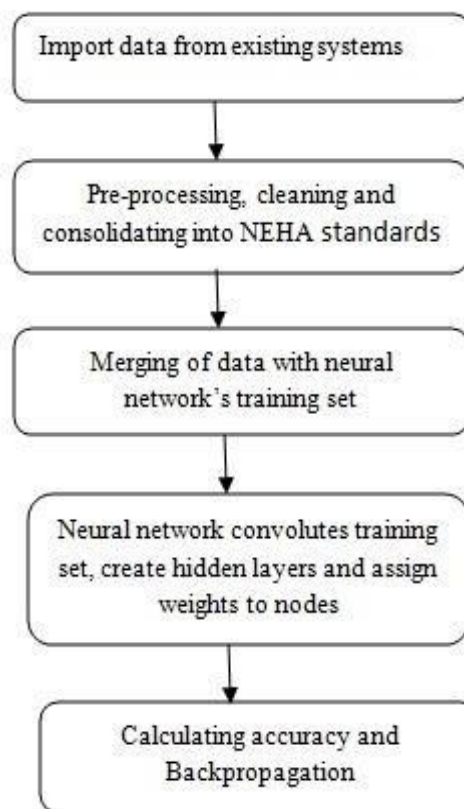 Import data from existing systems
Pre-processing, cleaning and
consolidating into NEHA standards
Merging of data with neural
network's training set
Neural network convolutes training
set, create hidden layers and assign
weights to nodes
Calculating accuracy and
Backpropagation